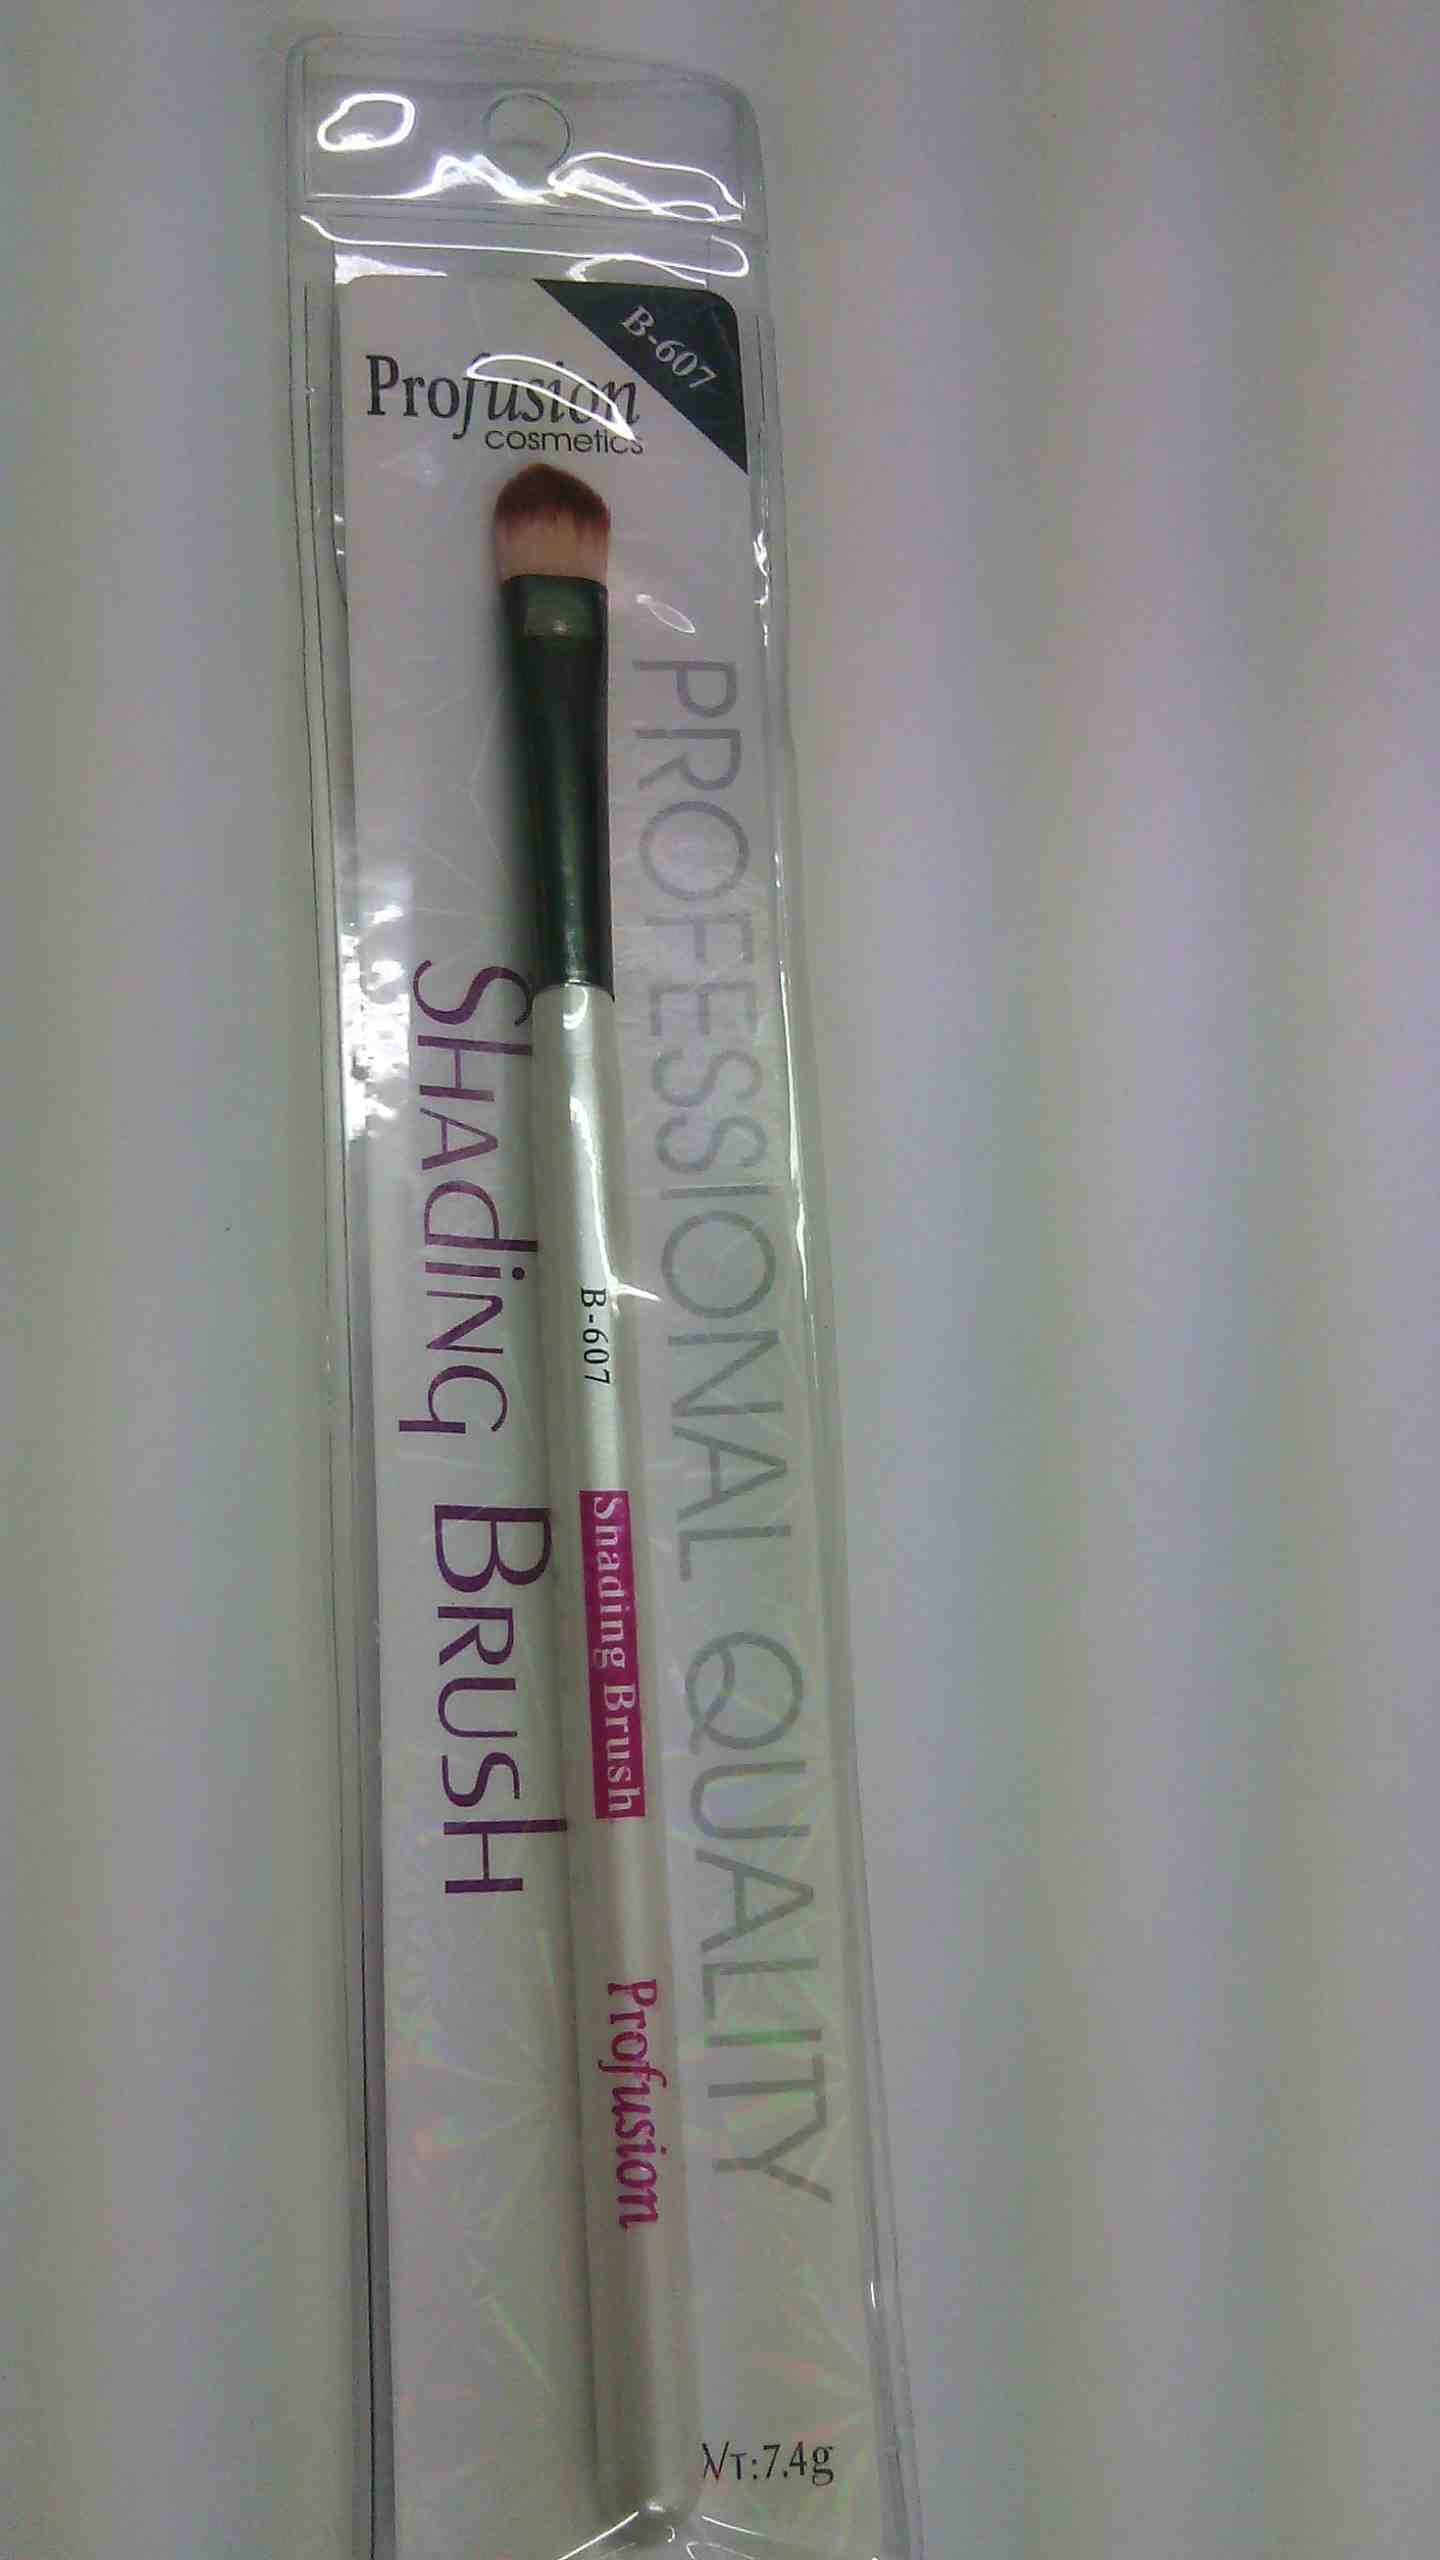 B-607
Profusion
cosmetics
PROFESSIONAL QUALITY
SHAdiNG BRUSH
B-607
Shading Brush
Profusion
WT:7.4g